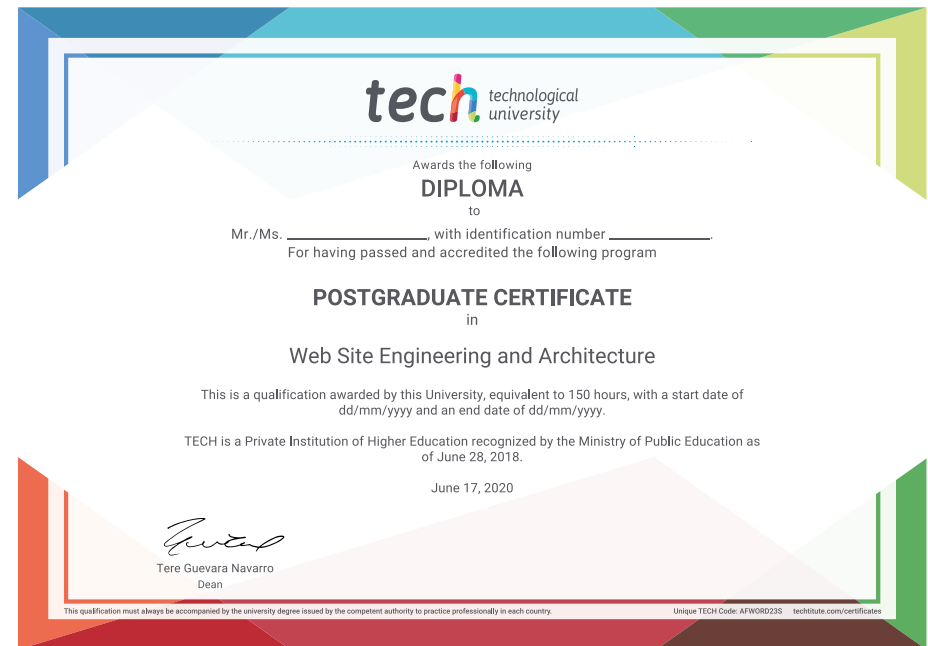 tech technological
university
Awards the following
DIPLOMA
to
Mr./Ms. ____________________, with identification number ______________.
For having passed and accredited the following program
POSTGRADUATE CERTIFICATE
in
Web Site Engineering and Architecture
This is a qualification awarded by this University, equivalent to 150 hours, with a start date of
dd/mm/yyyy and an end date of dd/mm/yyyy.
TECH is a Private Institution of Higher Education recognized by the Ministry of Public Education as
of June 28, 2018.
June 17, 2020
Tere Guevara Navarro
Dean
This qualification must always be accompanied by the university degree issued by the competent authority to practice professionally in each country. Unique TECH Code: AFWORD23S techtitute.com/certificates